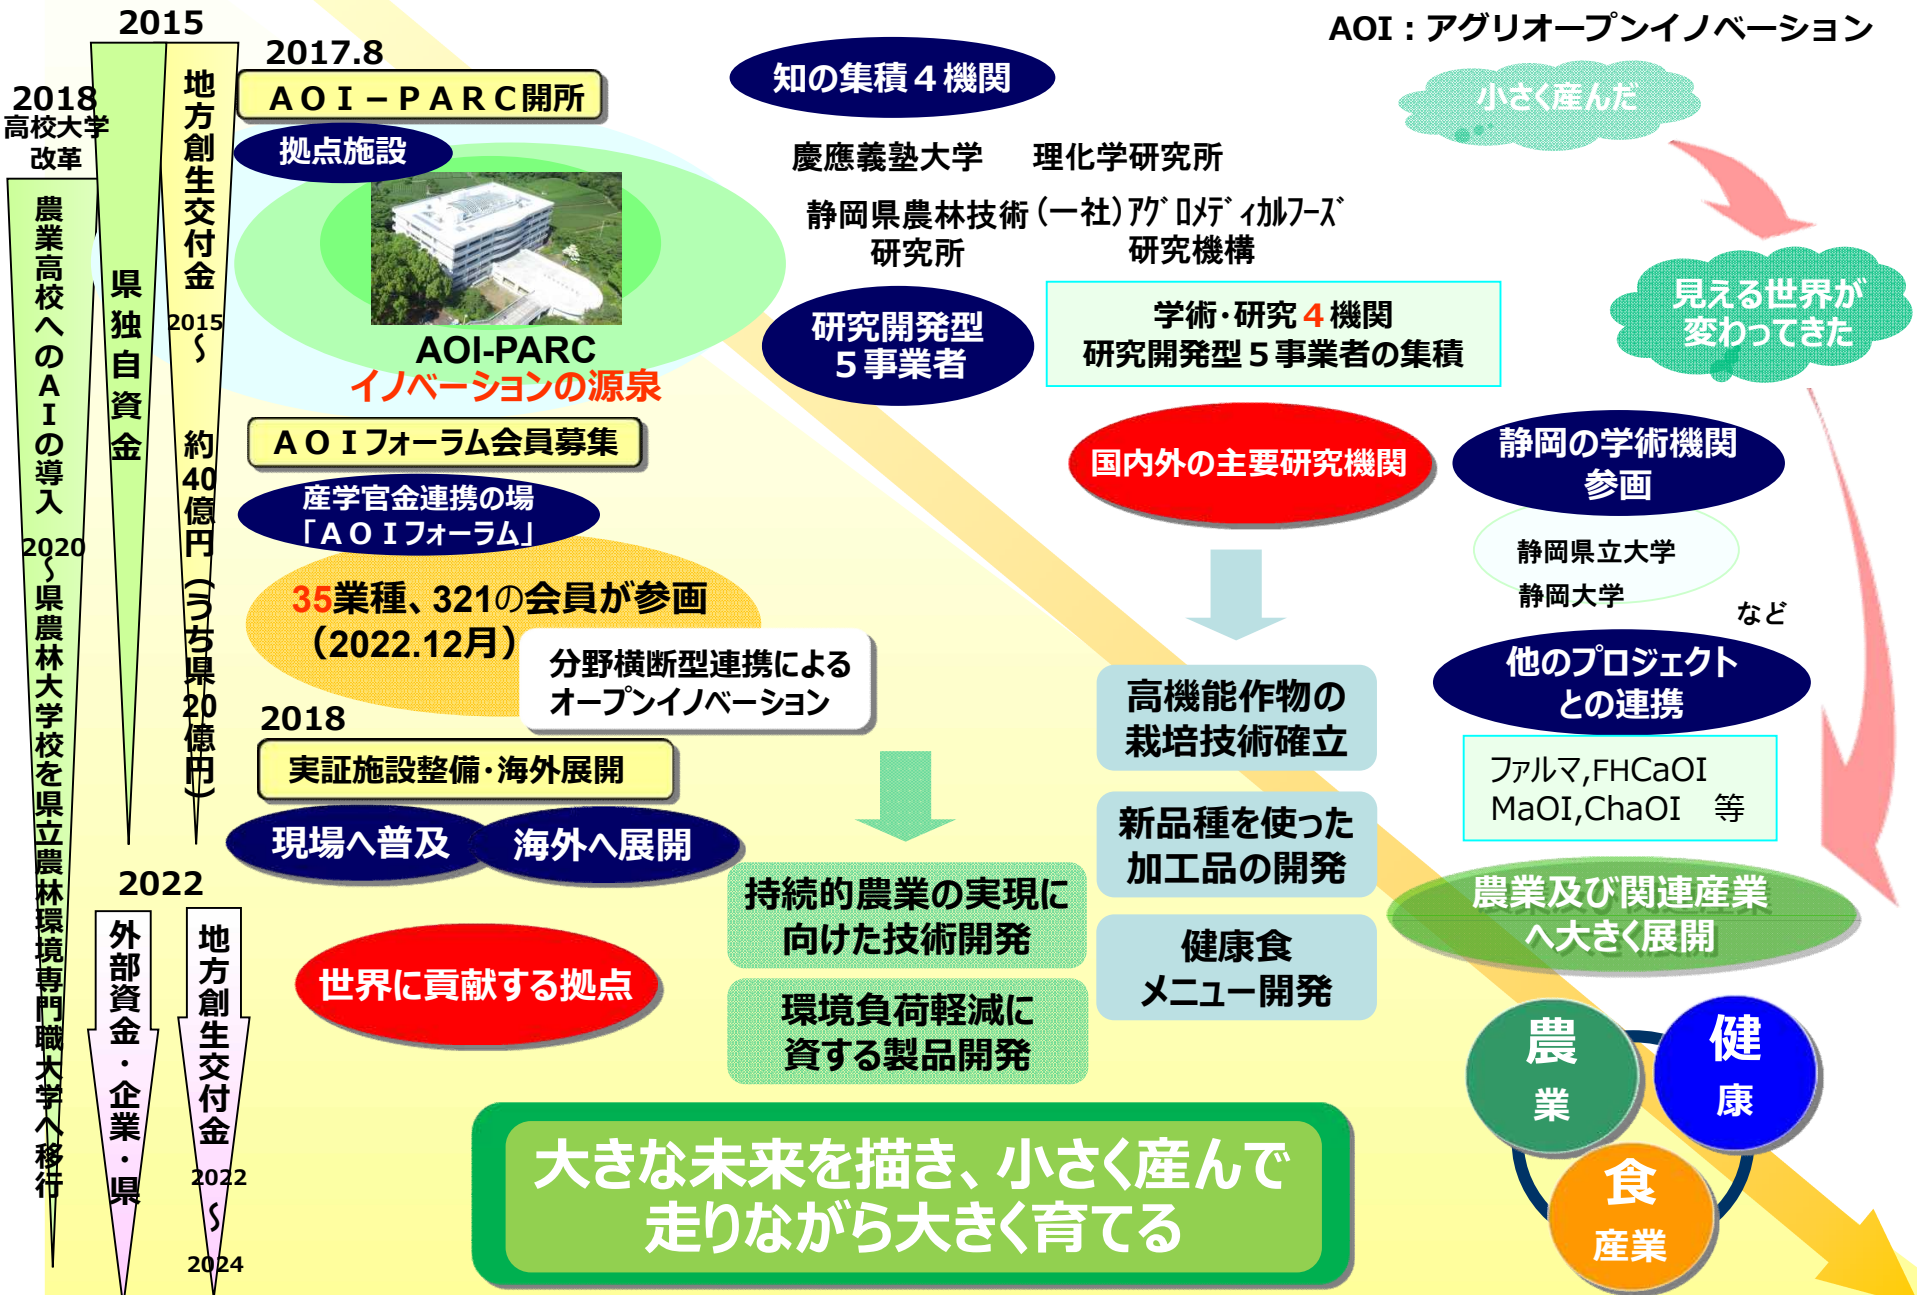 AOI：アグリオープンイノベーション
2015
2018
高校大学
改革
農業高校へのＡＩの導入 2020～県農林大学校を県立農林環境専門職大学へ移行
県独自資金
地方創生交付金 2015～ 約40億円（うち県20億円）
2022
外部資金・企業・県
地方創生交付金 2022～2024
2017.8
ＡＯＩ－ＰＡＲＣ開所
拠点施設
AOI-PARC
イノベーションの源泉
ＡＯＩフォーラム会員募集
産学官金連携の場
「ＡＯＩフォーラム」
35業種、321の会員が参画
（2022.12月）
分野横断型連携による
オープンイノベーション
2018
実証施設整備・海外展開
現場へ普及
海外へ展開
世界に貢献する拠点
知の集積４機関
慶應義塾大学
理化学研究所
静岡県農林技術
研究所
(一社)ｱｸﾞﾛﾒﾃﾞｨｶﾙﾌｰｽﾞ
研究機構
研究開発型
５事業者
学術・研究４機関
研究開発型５事業者の集積
国内外の主要研究機関
静岡の学術機関
参画
静岡県立大学
静岡大学
など
他のプロジェクト
との連携
ファルマ,FHCaOI
MaOI,ChaOI　等
高機能作物の
栽培技術確立
新品種を使った
加工品の開発
健康食
メニュー開発
持続的農業の実現に
向けた技術開発
環境負荷軽減に
資する製品開発
小さく産んだ
見える世界が
変わってきた
農業及び関連産業
へ大きく展開
農
業
健
康
食
産業
大きな未来を描き、小さく産んで
走りながら大きく育てる